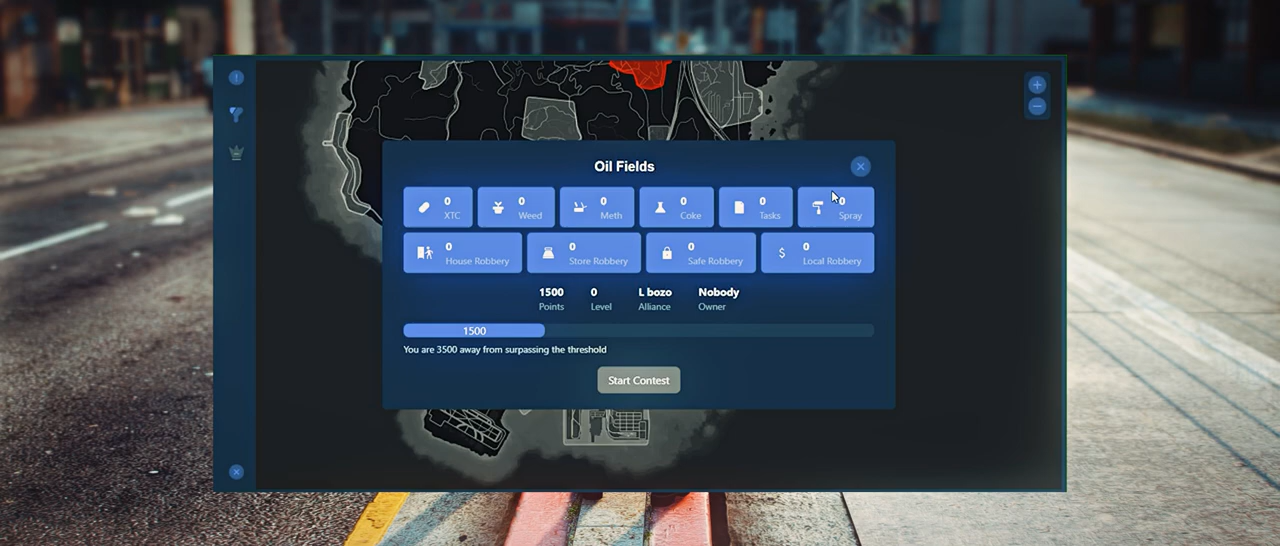 Oil Fields
0 0 0 0 0 0
XTC Weed Meth Coke Tasks Spray
0 0 0 0
House Robbery Store Robbery Safe Robbery Local Robbery
1500 0 L bozo Nobody
Points Level Alliance Owner
1500
You are 3500 away from surpassing the threshold
Start Contest